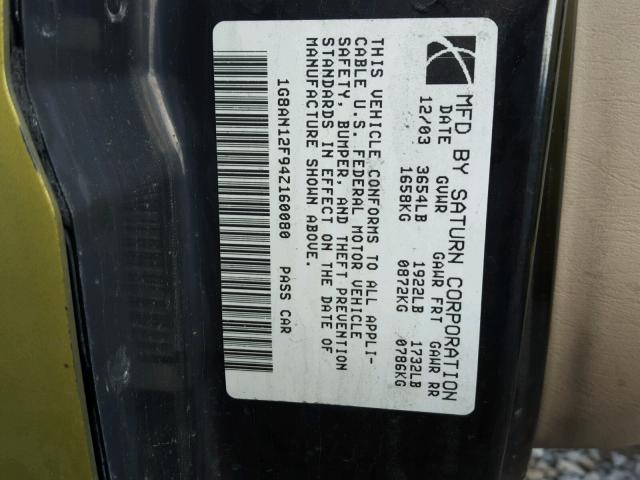 MFD BY SATURN CORPORATION
DATE GVWR GAWR FRT GAWR RR
12/03 3654LB 1922LB 1732LB
1658KG 0872KG 0786KG
THIS VEHICLE CONFORMS TO ALL APPLI-
CABLE U.S. FEDERAL MOTOR VEHICLE
SAFETY, BUMPER, AND THEFT PREVENTION
STANDARDS IN EFFECT ON THE DATE OF
MANUFACTURE SHOWN ABOVE.
1G8AN12F94Z160080 PASS CAR